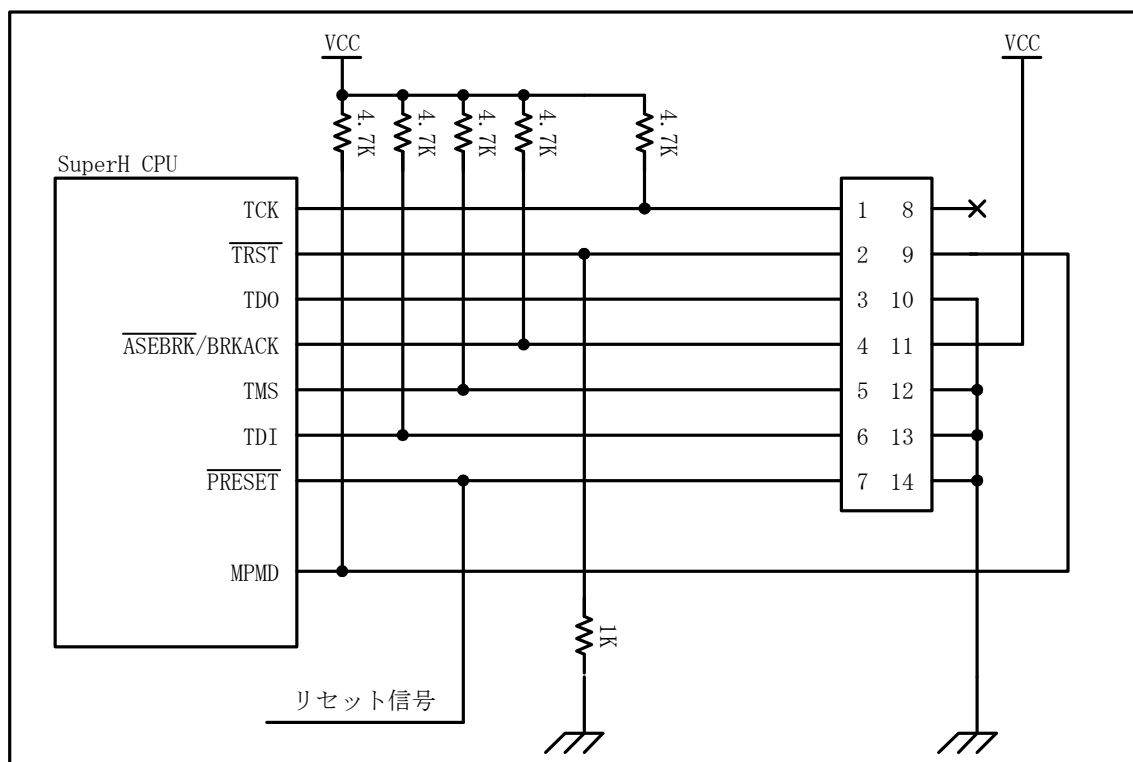 VCC
VCC
4.7K
4.7K
4.7K
4.7K
4.7K
SuperH CPU
TCK
1
8
TRST
2
9
TDO
3
10
ASEBRK/BRKACK
4
11
TMS
5
12
TDI
6
13
PRESET
7
14
MPMD
1K
リセット信号